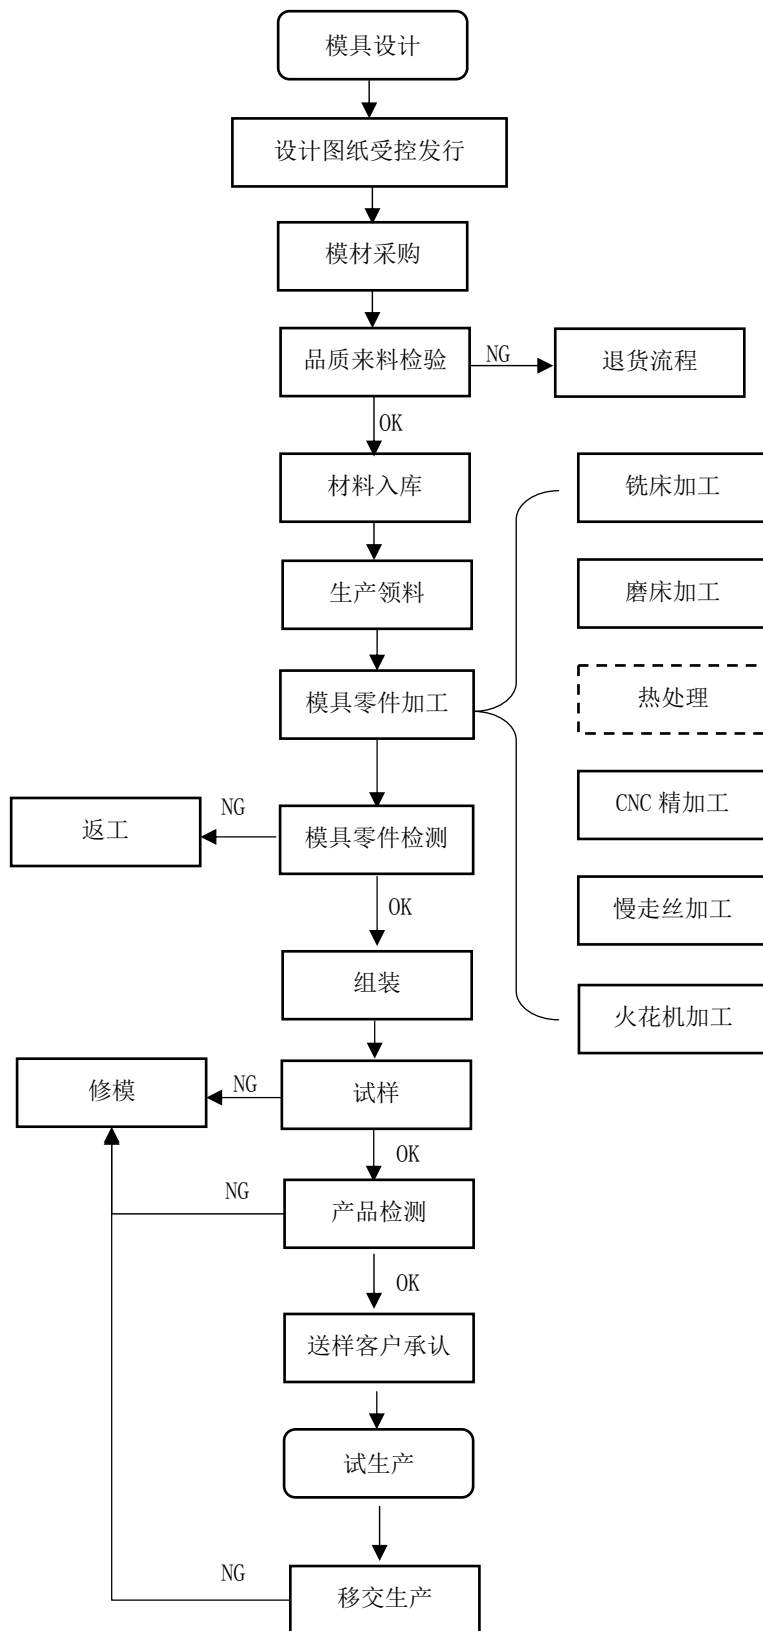 模具设计
设计图纸受控发行
模材采购
品质来料检验
NG
退货流程
OK
材料入库
铣床加工
生产领料
磨床加工
模具零件加工
热处理
CNC 精加工
NG
返工
模具零件检测
OK
慢走丝加工
组装
火花机加工
修模
NG
试样
OK
NG
产品检测
OK
送样客户承认
试生产
NG
移交生产